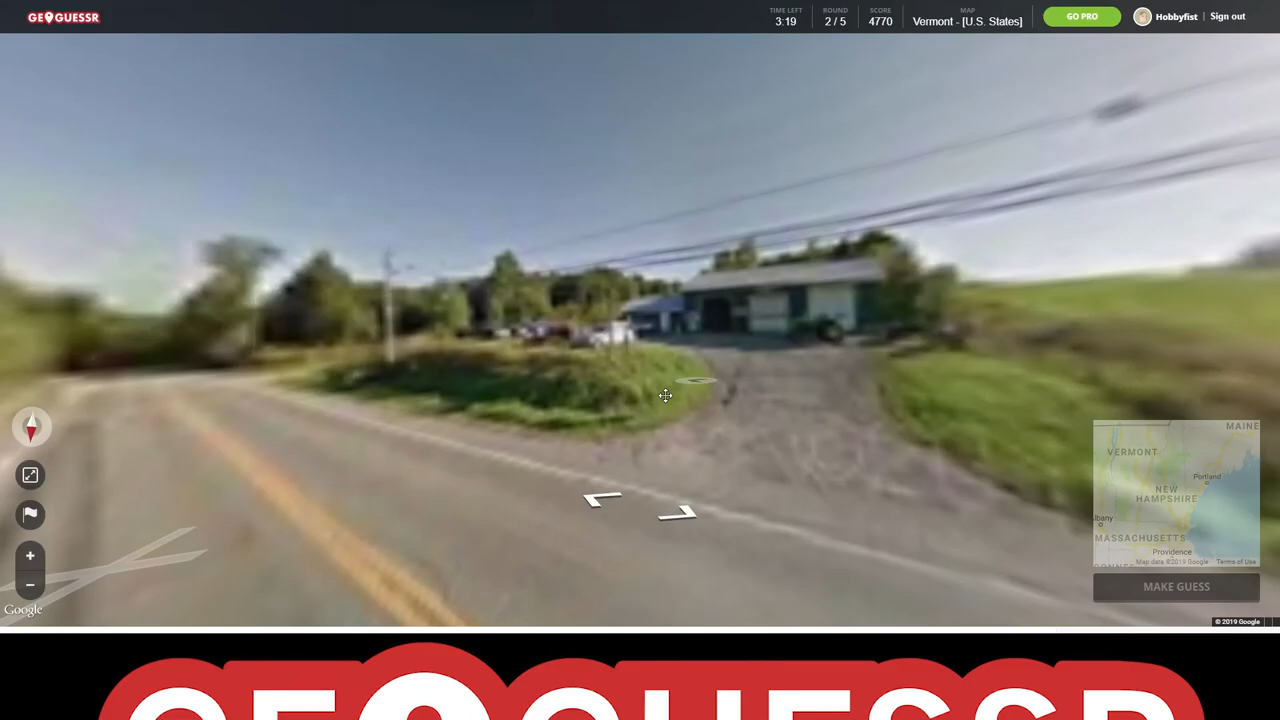 GEOGUESSR
TIME LEFT
3:19
ROUND
2 / 5
SCORE
4770
MAP
Vermont - [U.S. States]
GO PRO
Hobbyfist | Sign out
MAINE
VERMONT
Portland
NEW
HAMPSHIRE
Albany
MASSACHUSETTS
Providence
Map data ©2019 Google Terms of Use
MAKE GUESS
Google
© 2019 Google
GEOGUESSR